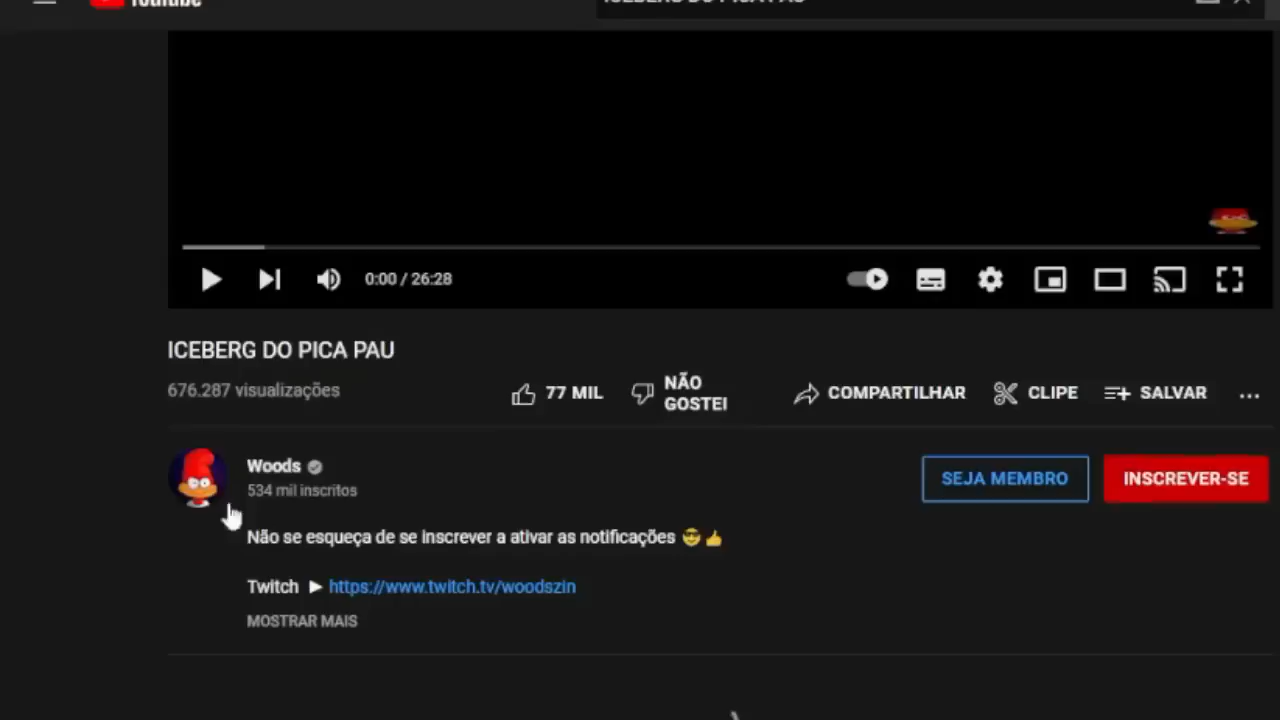 YouTube
ICEBERG DO PICA PAU
0:00 / 26:28
ICEBERG DO PICA PAU
676.287 visualizações
77 MIL
NÃO
GOSTEI
COMPARTILHAR
CLIPE
SALVAR
...
Woods
534 mil inscritos
SEJA MEMBRO
INSCREVER-SE
Não se esqueça de se inscrever a ativar as notificações 😎👍
Twitch ► https://www.twitch.tv/woodszin
MOSTRAR MAIS